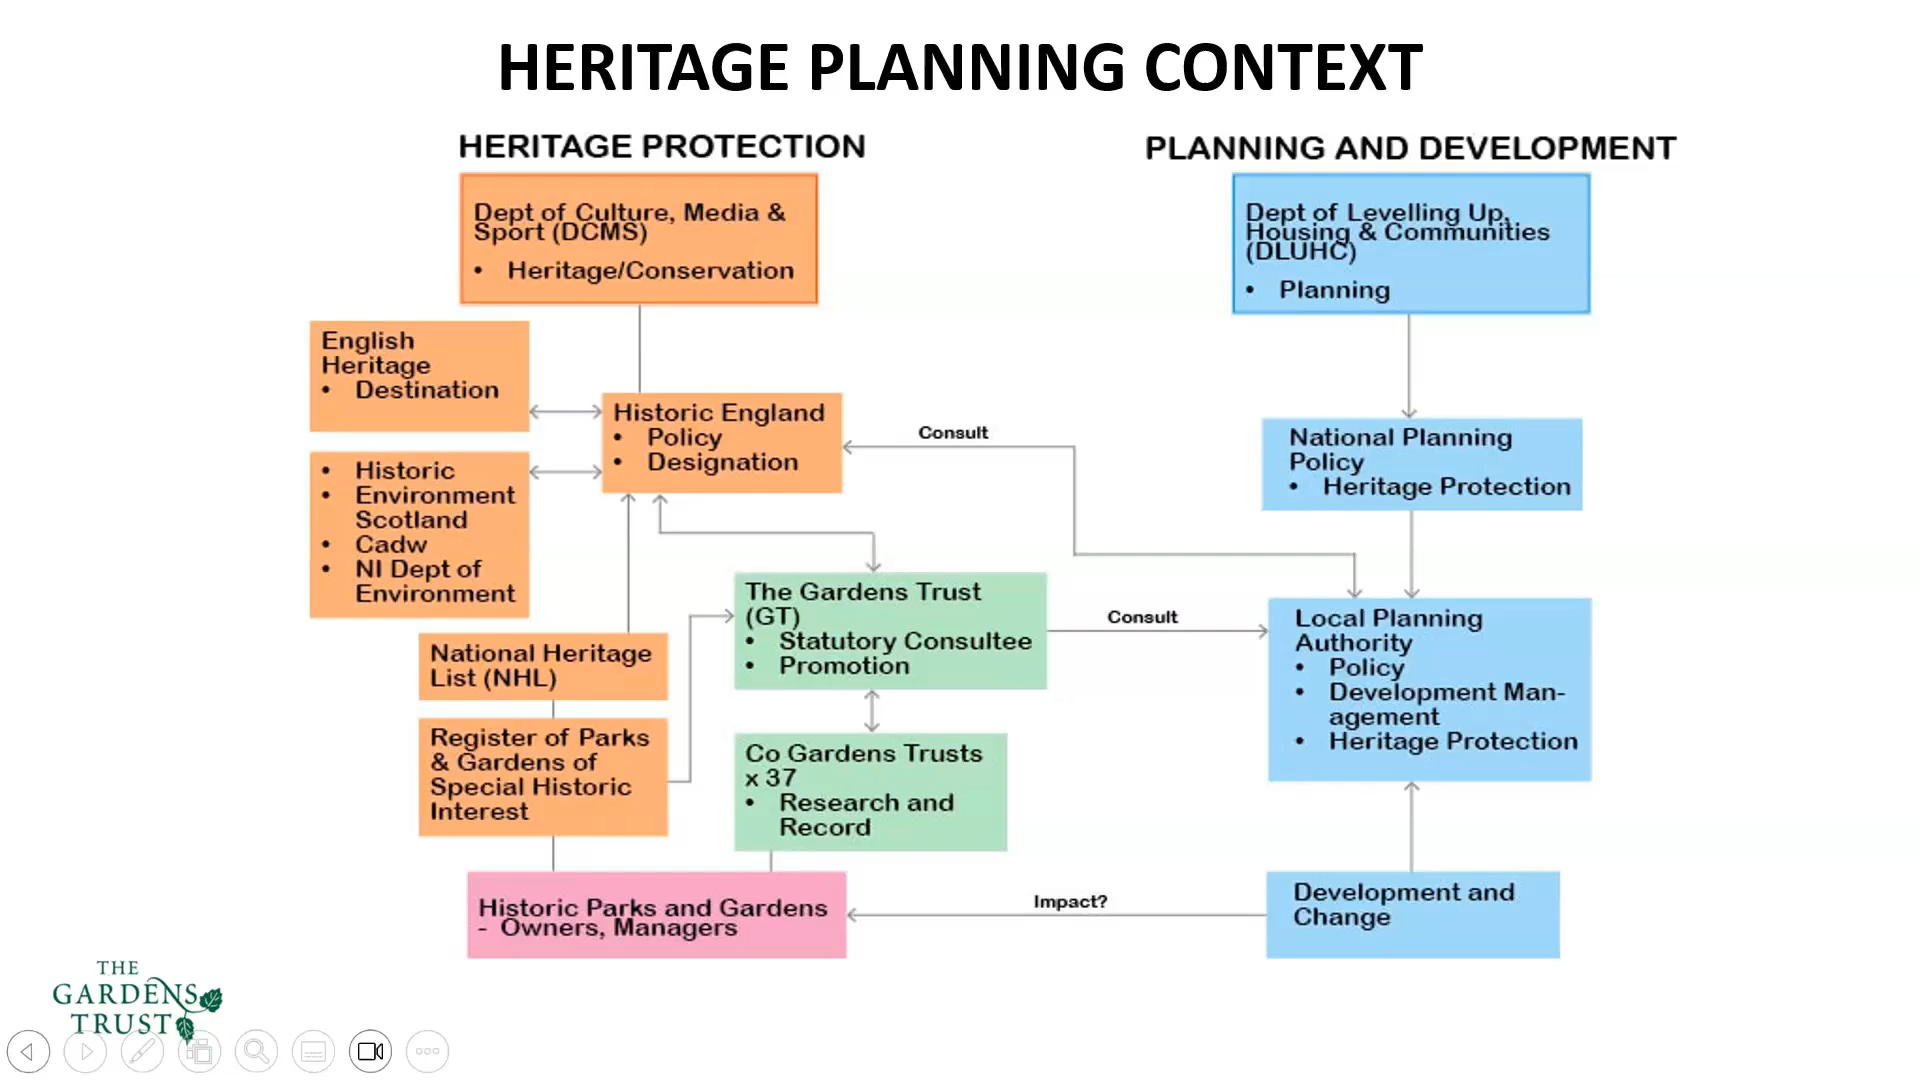 HERITAGE PLANNING CONTEXT
HERITAGE PROTECTION
Dept of Culture, Media &
Sport (DCMS)
• Heritage/Conservation
English
Heritage
• Destination
Historic England
• Policy
• Designation
• Historic
• Environment
Scotland
• Cadw
• NI Dept of
Environment
National Heritage
List (NHL)
Register of Parks
& Gardens of
Special Historic
Interest
The Gardens Trust
(GT)
• Statutory Consultee
• Promotion
Co Gardens Trusts
x 37
• Research and
Record
Historic Parks and Gardens
- Owners, Managers
Consult
Consult
Impact?
PLANNING AND DEVELOPMENT
Dept of Levelling Up,
Housing & Communities
(DLUHC)
• Planning
National Planning
Policy
• Heritage Protection
Local Planning
Authority
• Policy
• Development Man-
agement
• Heritage Protection
Development and
Change
THE
GARDENS
TRUST